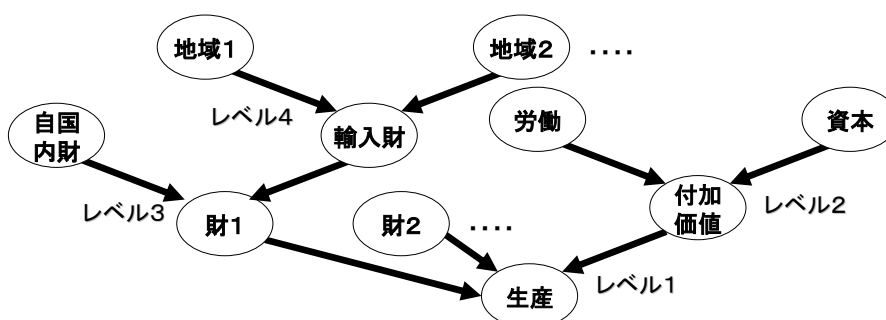 地域1
地域2
‥‥
レベル4
自国
内財
輸入財
労働
資本
レベル3
財1
財2
‥‥
付加
価値
レベル2
生産
レベル1